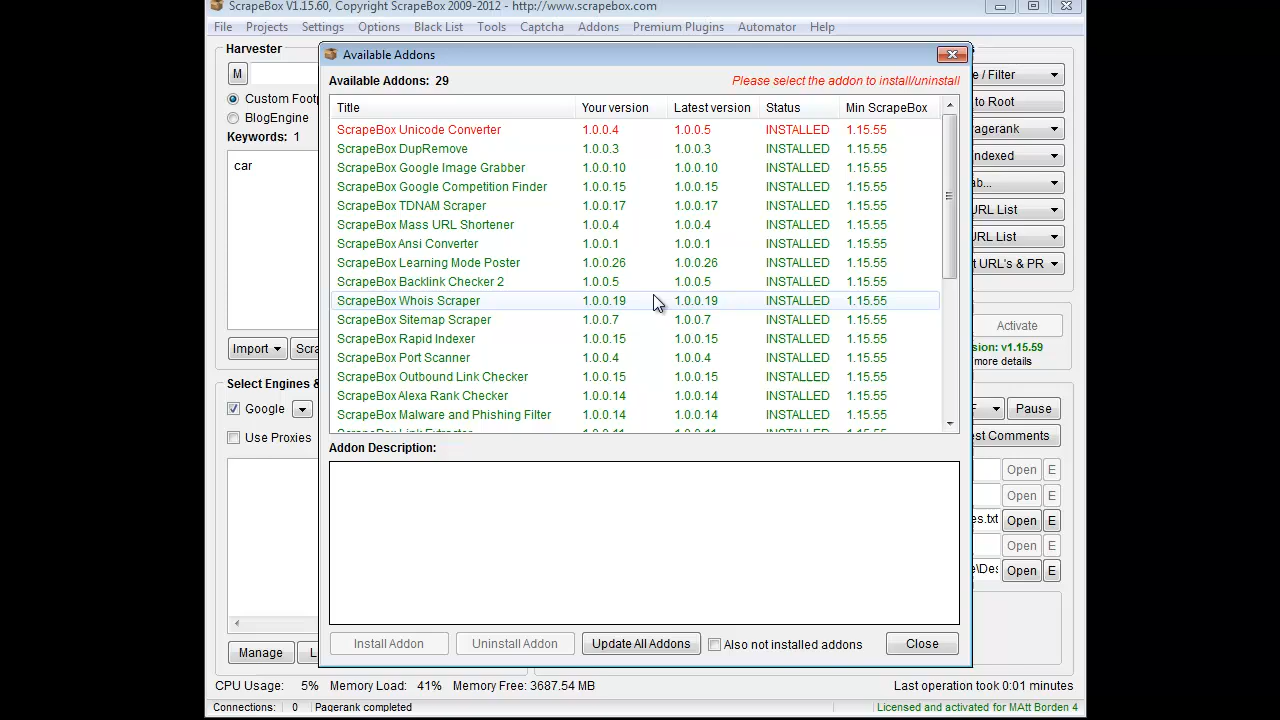 ScrapeBox V1.15.60, Copyright ScrapeBox 2009-2012 - http://www.scrapebox.com
File Projects Settings Options Black List Tools Captcha Addons Premium Plugins Automator Help
Harvester
M
Custom Footp
BlogEngine
Keywords: 1
car
Import
Scra
Select Engines &
Google
Use Proxies
Manage
L
Available Addons
Available Addons: 29
Please select the addon to install/uninstall
Title Your version Latest version Status Min ScrapeBox
ScrapeBox Unicode Converter 1.0.0.4 1.0.0.5 INSTALLED 1.15.55
ScrapeBox DupRemove 1.0.0.3 1.0.0.3 INSTALLED 1.15.55
ScrapeBox Google Image Grabber 1.0.0.10 1.0.0.10 INSTALLED 1.15.55
ScrapeBox Google Competition Finder 1.0.0.15 1.0.0.15 INSTALLED 1.15.55
ScrapeBox TDNAM Scraper 1.0.0.17 1.0.0.17 INSTALLED 1.15.55
ScrapeBox Mass URL Shortener 1.0.0.4 1.0.0.4 INSTALLED 1.15.55
ScrapeBox Ansi Converter 1.0.0.1 1.0.0.1 INSTALLED 1.15.55
ScrapeBox Learning Mode Poster 1.0.0.26 1.0.0.26 INSTALLED 1.15.55
ScrapeBox Backlink Checker 2 1.0.0.5 1.0.0.5 INSTALLED 1.15.55
ScrapeBox Whois Scraper 1.0.0.19 1.0.0.19 INSTALLED 1.15.55
ScrapeBox Sitemap Scraper 1.0.0.7 1.0.0.7 INSTALLED 1.15.55
ScrapeBox Rapid Indexer 1.0.0.15 1.0.0.15 INSTALLED 1.15.55
ScrapeBox Port Scanner 1.0.0.4 1.0.0.4 INSTALLED 1.15.55
ScrapeBox Outbound Link Checker 1.0.0.15 1.0.0.15 INSTALLED 1.15.55
ScrapeBox Alexa Rank Checker 1.0.0.14 1.0.0.14 INSTALLED 1.15.55
ScrapeBox Malware and Phishing Filter 1.0.0.14 1.0.0.14 INSTALLED 1.15.55
Addon Description:
Install Addon Uninstall Addon Update All Addons Also not installed addons Close
e / Filter
to Root
agerank
ndexed
ab...
URL List
URL List
t URL's & PR
Activate
sion: v1.15.59
more details
F Pause
est Comments
Open E
Open E
es.txt Open E
Open E
e\Des Open E
CPU Usage: 5% Memory Load: 41% Memory Free: 3687.54 MB Last operation took 0:01 minutes
Connections: 0 Pagerank completed Licensed and activated for MAtt Borden 4